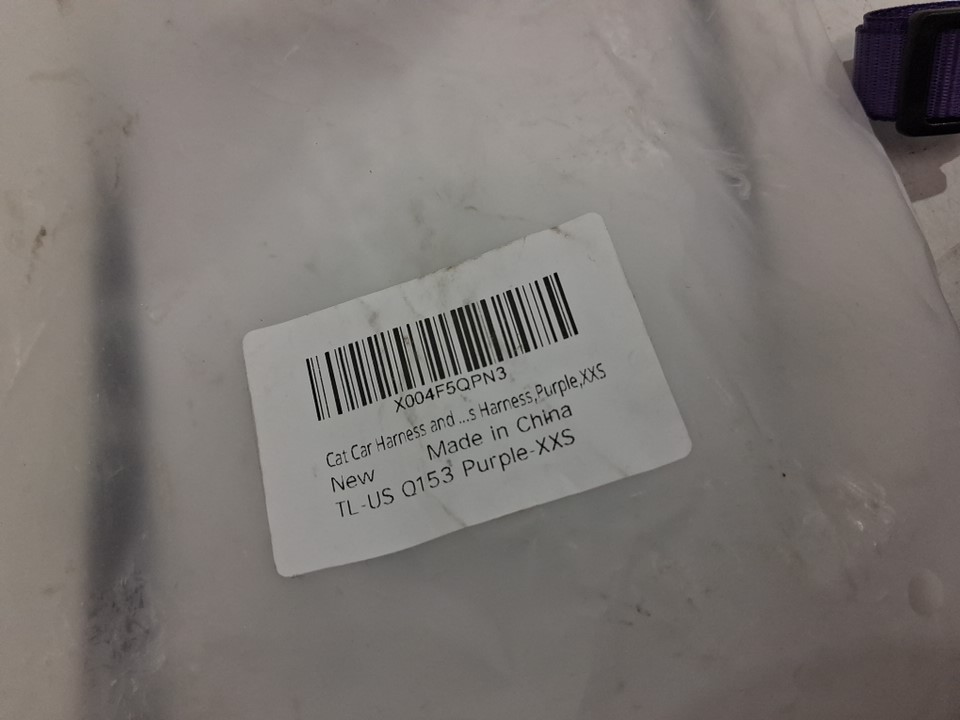 X004F5QPN3
Cat Car Harness and ...s Harness,Purple,XXS
New Made in China
TL-US Q153 Purple-XXS